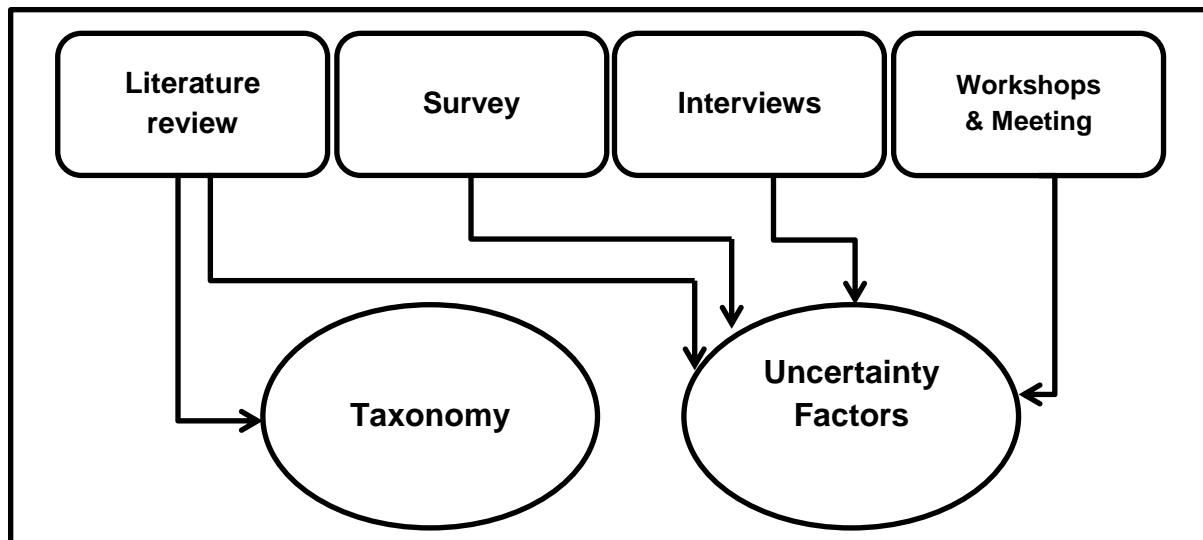 Literature
review
Survey
Interviews
Workshops
& Meeting
Taxonomy
Uncertainty
Factors